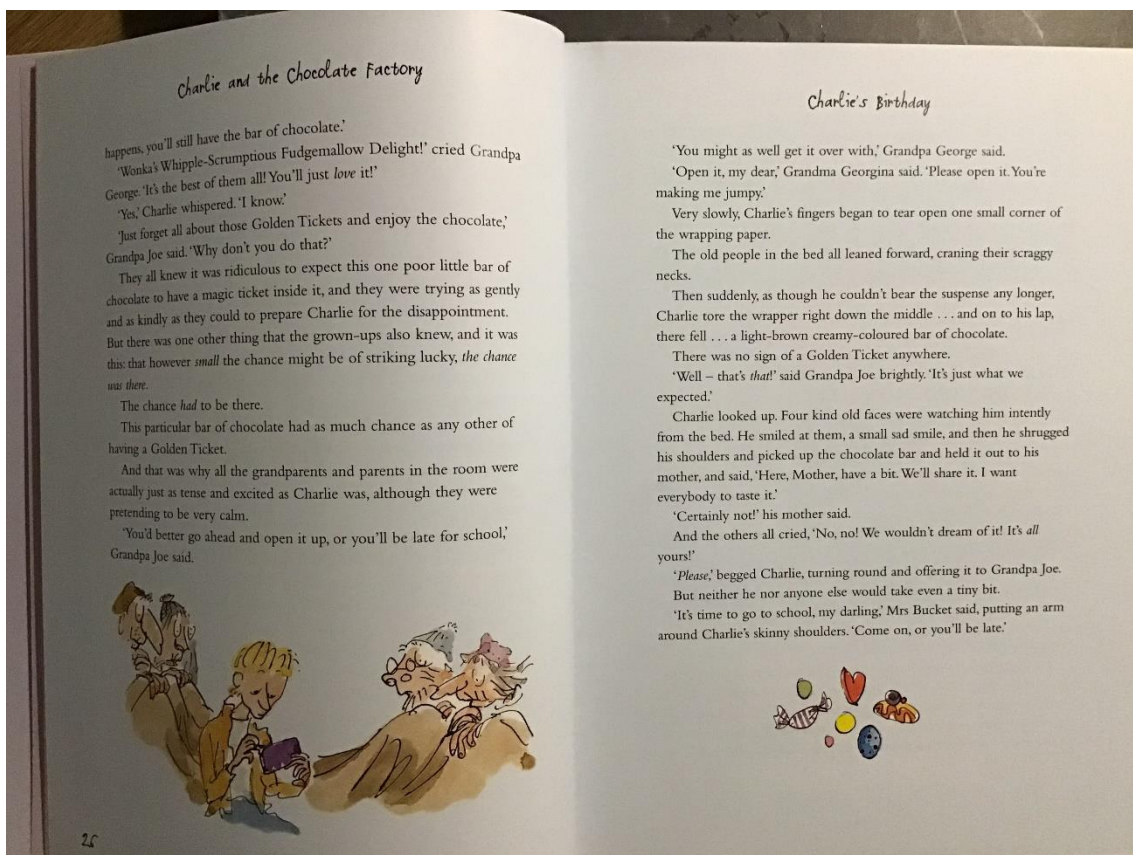 Charlie and the Chocolate Factory
happens, you'll still have the bar of chocolate.'
'Wonka's Whipple-Scrumptious Fudgemallow Delight!' cried Grandpa
George. 'It's the best of them all! You'll just love it!'
'Yes,' Charlie whispered. 'I know.'
'Just forget all about those Golden Tickets and enjoy the chocolate,'
Grandpa Joe said. 'Why don't you do that?'
They all knew it was ridiculous to expect this one poor little bar of
chocolate to have a magic ticket inside it, and they were trying as gently
and as kindly as they could to prepare Charlie for the disappointment.
But there was one other thing that the grown-ups also knew, and it was
this: that however small the chance might be of striking lucky, the chance
was there.
The chance had to be there.
This particular bar of chocolate had as much chance as any other of
having a Golden Ticket.
And that was why all the grandparents and parents in the room were
actually just as tense and excited as Charlie was, although they were
pretending to be very calm.
'You'd better go ahead and open it up, or you'll be late for school,'
Grandpa Joe said.
Charlie's Birthday
'You might as well get it over with,' Grandpa George said.
'Open it, my dear,' Grandma Georgina said. 'Please open it. You're
making me jumpy.'
Very slowly, Charlie's fingers began to tear open one small corner of
the wrapping paper.
The old people in the bed all leaned forward, craning their scraggy
necks.
Then suddenly, as though he couldn't bear the suspense any longer,
Charlie tore the wrapper right down the middle . . . and on to his lap,
there fell . . . a light-brown creamy-coloured bar of chocolate.
There was no sign of a Golden Ticket anywhere.
'Well – that's that!' said Grandpa Joe brightly. 'It's just what we
expected.'
Charlie looked up. Four kind old faces were watching him intently
from the bed. He smiled at them, a small sad smile, and then he shrugged
his shoulders and picked up the chocolate bar and held it out to his
mother, and said, 'Here, Mother, have a bit. We'll share it. I want
everybody to taste it.'
'Certainly not!' his mother said.
And the others all cried, 'No, no! We wouldn't dream of it! It's all
yours!'
'Please,' begged Charlie, turning round and offering it to Grandpa Joe.
But neither he nor anyone else would take even a tiny bit.
'It's time to go to school, my darling,' Mrs Bucket said, putting an arm
around Charlie's skinny shoulders. 'Come on, or you'll be late.'